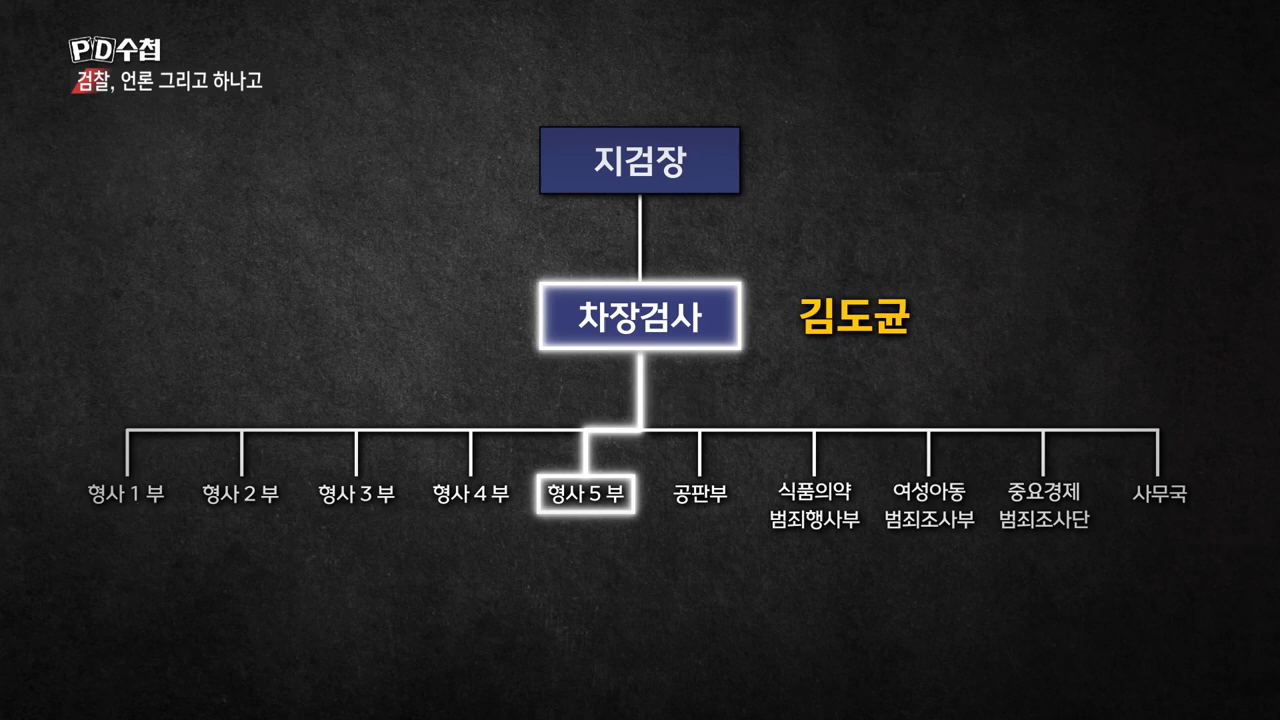 PD수첩
검찰, 언론 그리고 하나고
지검장
차장검사
김도균
형사 1 부
형사 2 부
형사 3 부
형사 4 부
형사 5 부
공판부
식품의약
범죄행사부
여성아동
범죄조사부
중요경제
범죄조사단
사무국